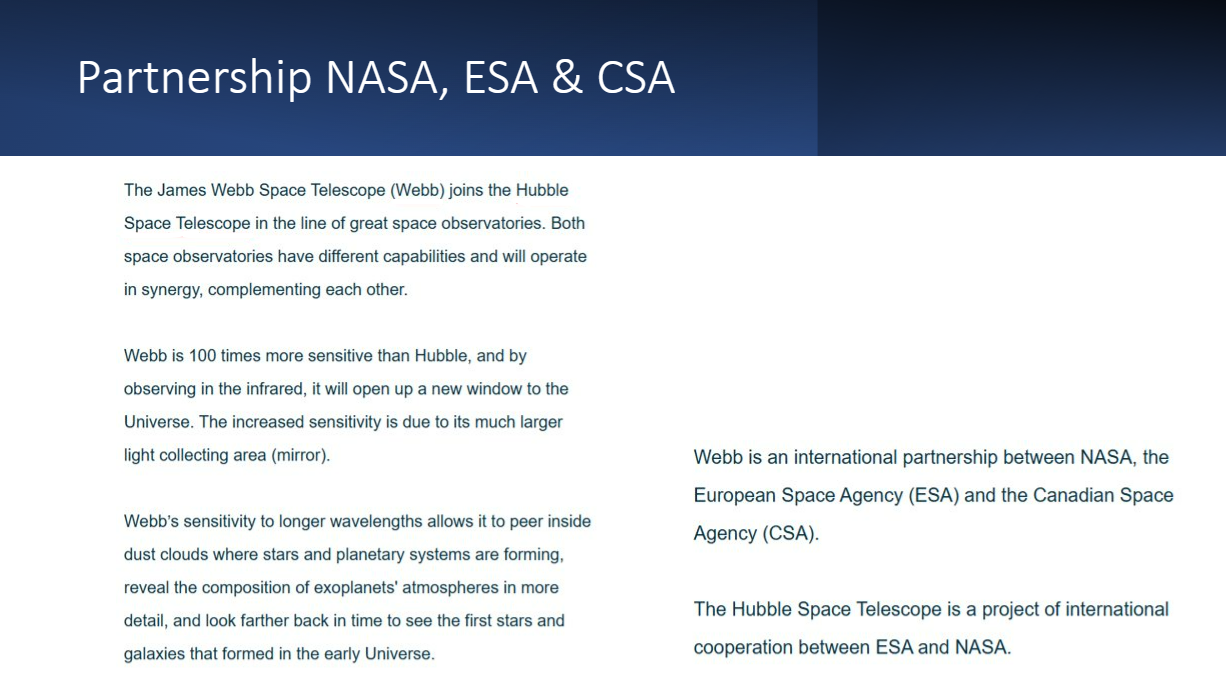 Partnership NASA, ESA & CSA
The James Webb Space Telescope (Webb) joins the Hubble
Space Telescope in the line of great space observatories. Both
space observatories have different capabilities and will operate
in synergy, complementing each other.
Webb is 100 times more sensitive than Hubble, and by
observing in the infrared, it will open up a new window to the
Universe. The increased sensitivity is due to its much larger
light collecting area (mirror).
Webb’s sensitivity to longer wavelengths allows it to peer inside
dust clouds where stars and planetary systems are forming,
reveal the composition of exoplanets' atmospheres in more
detail, and look farther back in time to see the first stars and
galaxies that formed in the early Universe.
Webb is an international partnership between NASA, the
European Space Agency (ESA) and the Canadian Space
Agency (CSA).
The Hubble Space Telescope is a project of international
cooperation between ESA and NASA.